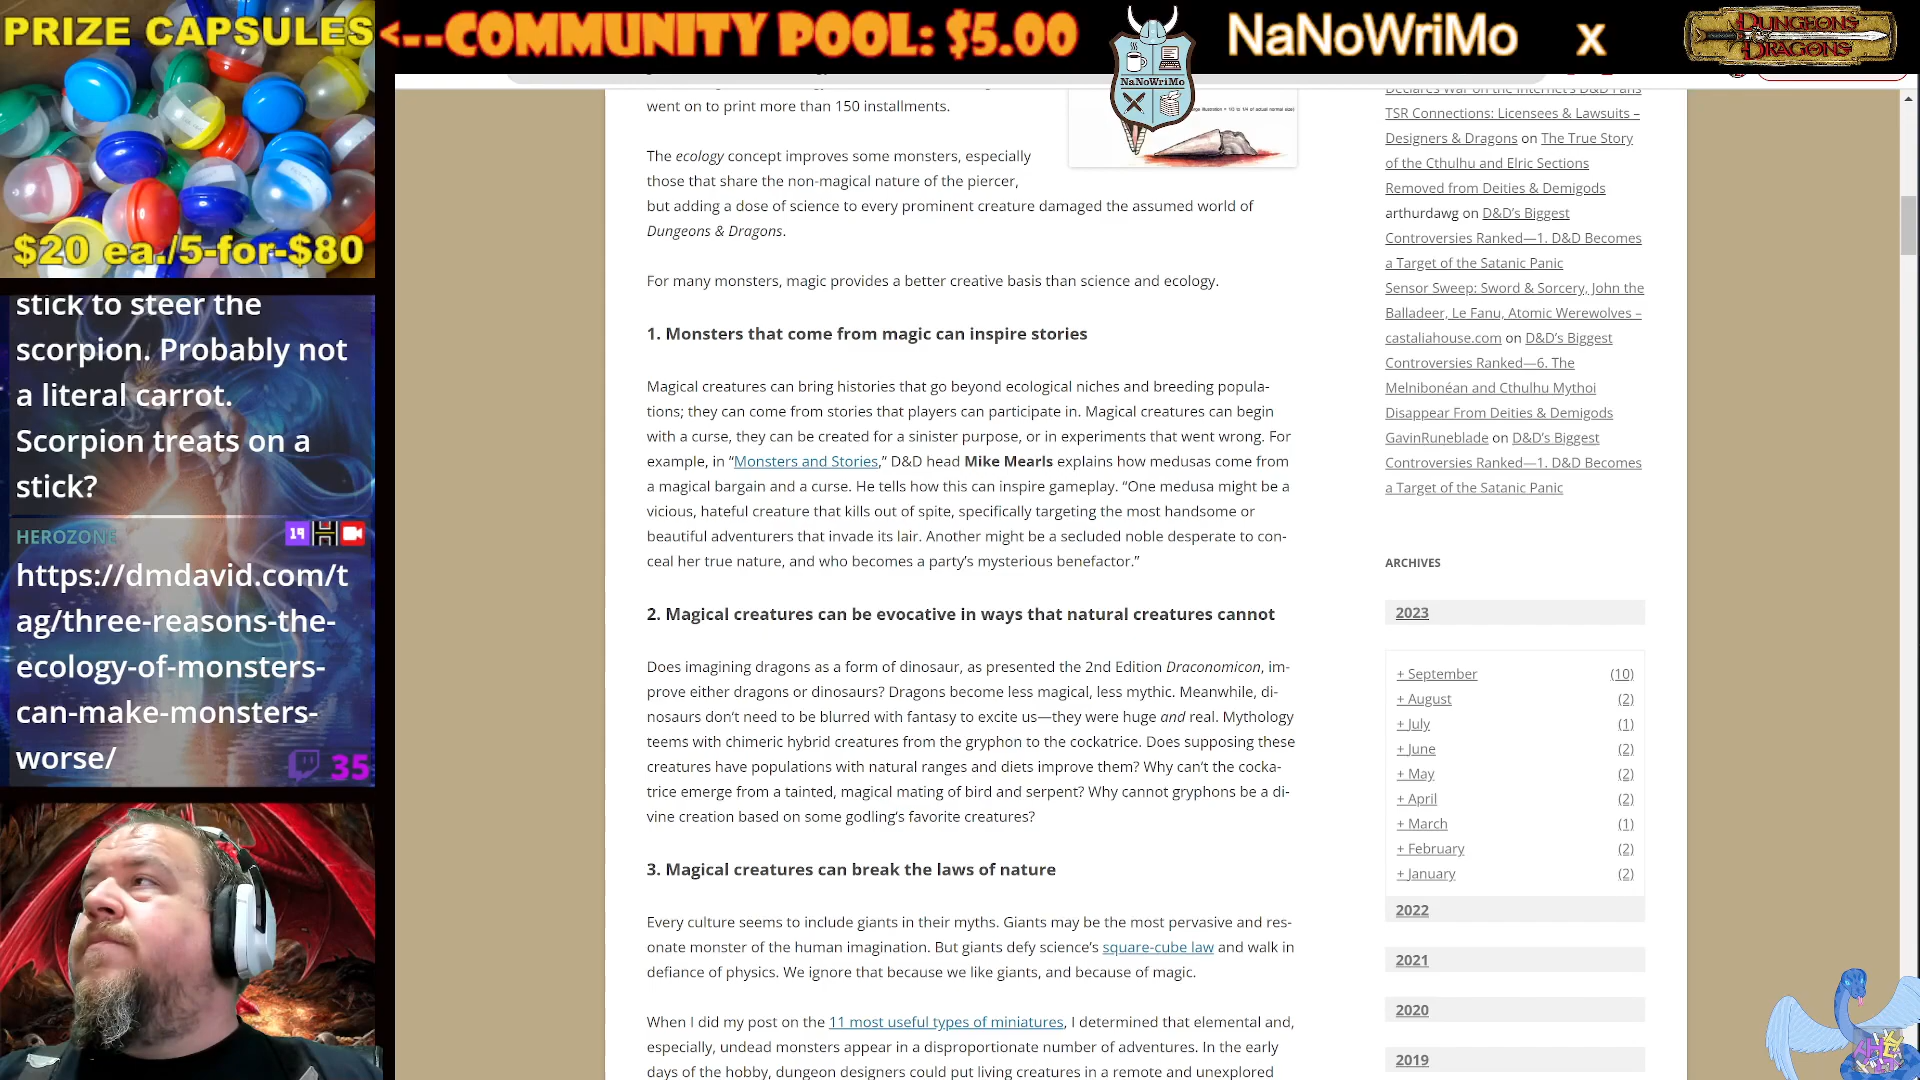 PRIZE CAPSULES
<--COMMUNITY POOL: $5.00
NaNoWriMo
NaNoWriMo x
DUNGEONS & DRAGONS
$20 ea./5-for-$80
stick to steer the
scorpion. Probably not
a literal carrot.
Scorpion treats on a
stick?
HEROZONE
19
https://dmdavid.com/t
ag/three-reasons-the-
ecology-of-monsters-
can-make-monsters-
worse/
35
went on to print more than 150 installments.
The ecology concept improves some monsters, especially
those that share the non-magical nature of the piercer,
but adding a dose of science to every prominent creature damaged the assumed world of
Dungeons & Dragons.
For many monsters, magic provides a better creative basis than science and ecology.
1. Monsters that come from magic can inspire stories
Magical creatures can bring histories that go beyond ecological niches and breeding popula-
tions; they can come from stories that players can participate in. Magical creatures can begin
with a curse, they can be created for a sinister purpose, or in experiments that went wrong. For
example, in “Monsters and Stories,” D&D head Mike Mearls explains how medusas come from
a magical bargain and a curse. He tells how this can inspire gameplay. “One medusa might be a
vicious, hateful creature that kills out of spite, specifically targeting the most handsome or
beautiful adventurers that invade its lair. Another might be a secluded noble desperate to con-
ceal her true nature, and who becomes a party’s mysterious benefactor.”
2. Magical creatures can be evocative in ways that natural creatures cannot
Does imagining dragons as a form of dinosaur, as presented the 2nd Edition Draconomicon, im-
prove either dragons or dinosaurs? Dragons become less magical, less mythic. Meanwhile, di-
nosaurs don’t need to be blurred with fantasy to excite us—they were huge and real. Mythology
teems with chimeric hybrid creatures from the gryphon to the cockatrice. Does supposing these
creatures have populations with natural ranges and diets improve them? Why can’t the cocka-
trice emerge from a tainted, magical mating of bird and serpent? Why cannot gryphons be a di-
vine creation based on some godling’s favorite creatures?
3. Magical creatures can break the laws of nature
Every culture seems to include giants in their myths. Giants may be the most pervasive and res-
onate monster of the human imagination. But giants defy science’s square-cube law and walk in
defiance of physics. We ignore that because we like giants, and because of magic.
When I did my post on the 11 most useful types of miniatures, I determined that elemental and,
especially, undead monsters appear in a disproportionate number of adventures. In the early
days of the hobby, dungeon designers could put living creatures in a remote and unexplored
Declares War on the Internet’s D&D Fans
TSR Connections: Licensees & Lawsuits –
Designers & Dragons on The True Story
of the Cthulhu and Elric Sections
Removed from Deities & Demigods
arthurdawg on D&D’s Biggest
Controversies Ranked—1. D&D Becomes
a Target of the Satanic Panic
Sensor Sweep: Sword & Sorcery, John the
Balladeer, Le Fanu, Atomic Werewolves –
castaliahouse.com on D&D’s Biggest
Controversies Ranked—6. The
Melnibonéan and Cthulhu Mythoi
Disappear From Deities & Demigods
GavinRuneblade on D&D’s Biggest
Controversies Ranked—1. D&D Becomes
a Target of the Satanic Panic
ARCHIVES
2023
+ September (10)
+ August (2)
+ July (1)
+ June (2)
+ May (2)
+ April (2)
+ March (1)
+ February (2)
+ January (2)
2022
2021
2020
2019